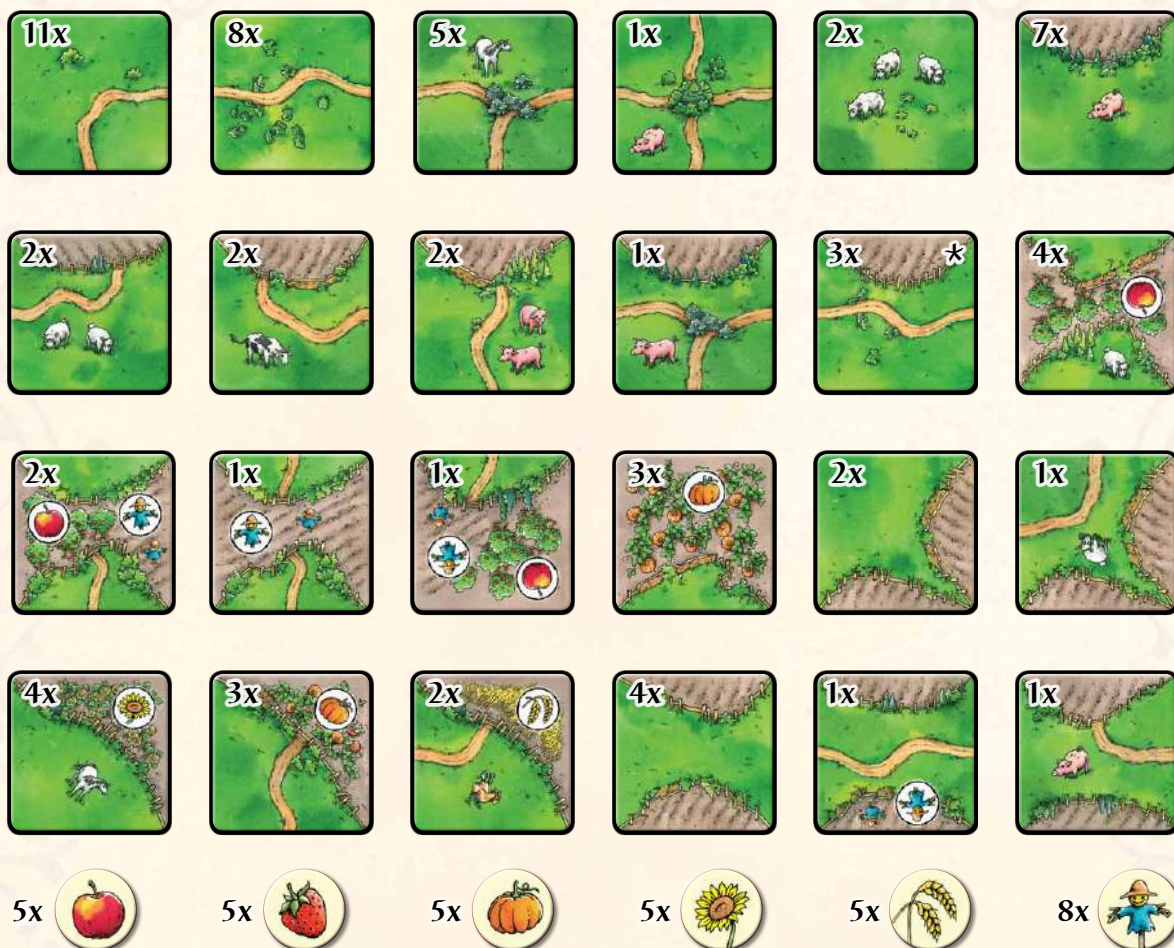 11x 8x 5x 1x 2x 7x
2x 2x 2x 1x 3x * 4x
2x 1x 1x 3x 2x 1x
4x 3x 2x 4x 1x 1x
5x 5x 5x 5x 5x 8x